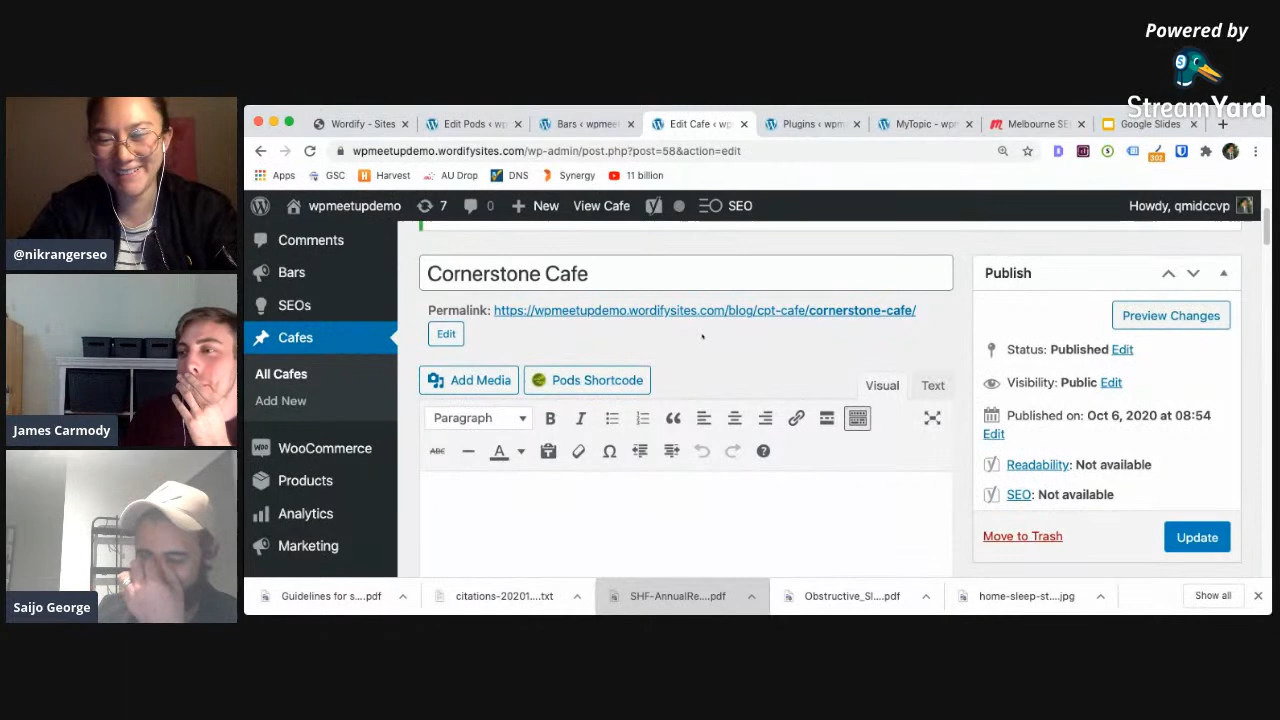 Powered by
StreamYard
@nikrangerseo
James Carmody
Saijo George
Wordify - Sites
Edit Pods ‹ wp
Bars ‹ wpmeet
Edit Cafe ‹ wp
Plugins ‹ wpm
MyTopic - wpm
Melbourne SE
Google Slides
wpmeetupdemo.wordifysites.com/wp-admin/post.php?post=58&action=edit
Apps
GSC
Harvest
AU Drop
DNS
Synergy
11 billion
wpmeetupdemo
7
0
New
View Cafe
SEO
Howdy, qmidccvp
Comments
Bars
SEOs
Cafes
All Cafes
Add New
WooCommerce
Products
Analytics
Marketing
Cornerstone Cafe
Permalink: https://wpmeetupdemo.wordifysites.com/blog/cpt-cafe/cornerstone-cafe/
Edit
Add Media
Pods Shortcode
Visual
Text
Paragraph
B
I
ABC
A
Publish
Preview Changes
Status: Published Edit
Visibility: Public Edit
Published on: Oct 6, 2020 at 08:54
Edit
Readability: Not available
SEO: Not available
Move to Trash
Update
Guidelines for s....pdf
citations-20201....txt
SHF-AnnualRe....pdf
Obstructive_Sl....pdf
home-sleep-st....jpg
Show all